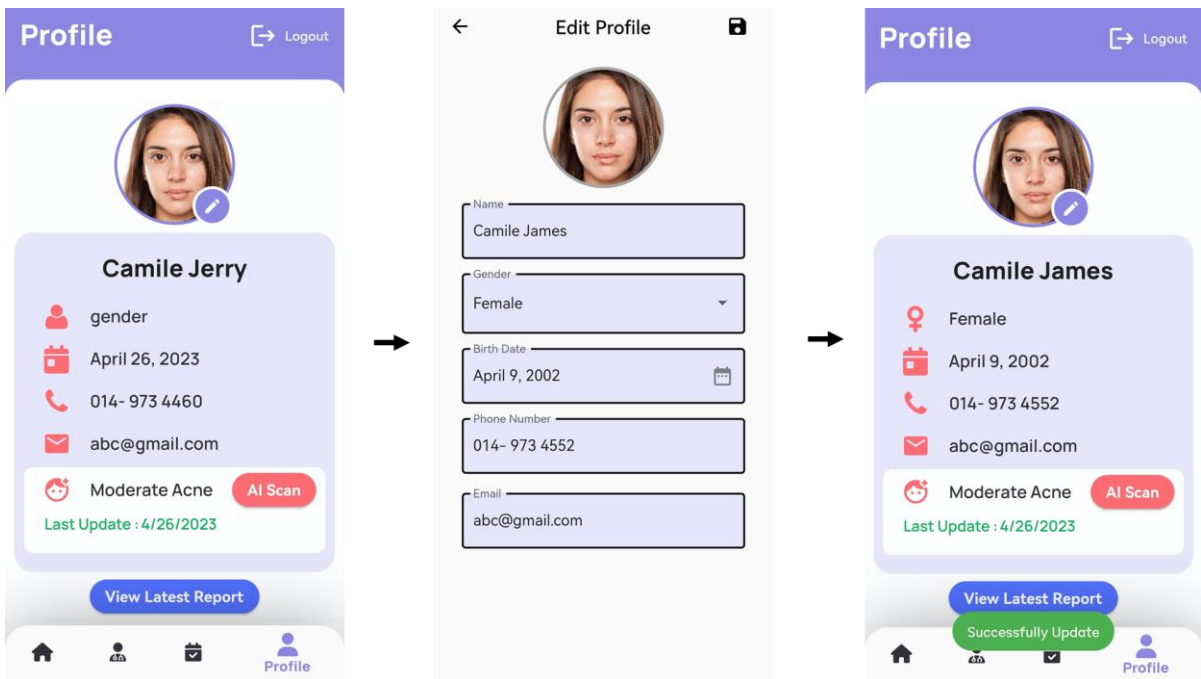 Profile
Logout
Camile Jerry
gender
April 26, 2023
014- 973 4460
abc@gmail.com
Moderate Acne
AI Scan
Last Update : 4/26/2023
View Latest Report
Profile
Edit Profile
Name
Camile James
Gender
Female
Birth Date
April 9, 2002
Phone Number
014- 973 4552
Email
abc@gmail.com
Profile
Logout
Camile James
Female
April 9, 2002
014- 973 4552
abc@gmail.com
Moderate Acne
AI Scan
Last Update : 4/26/2023
View Latest Report
Successfully Update
Profile